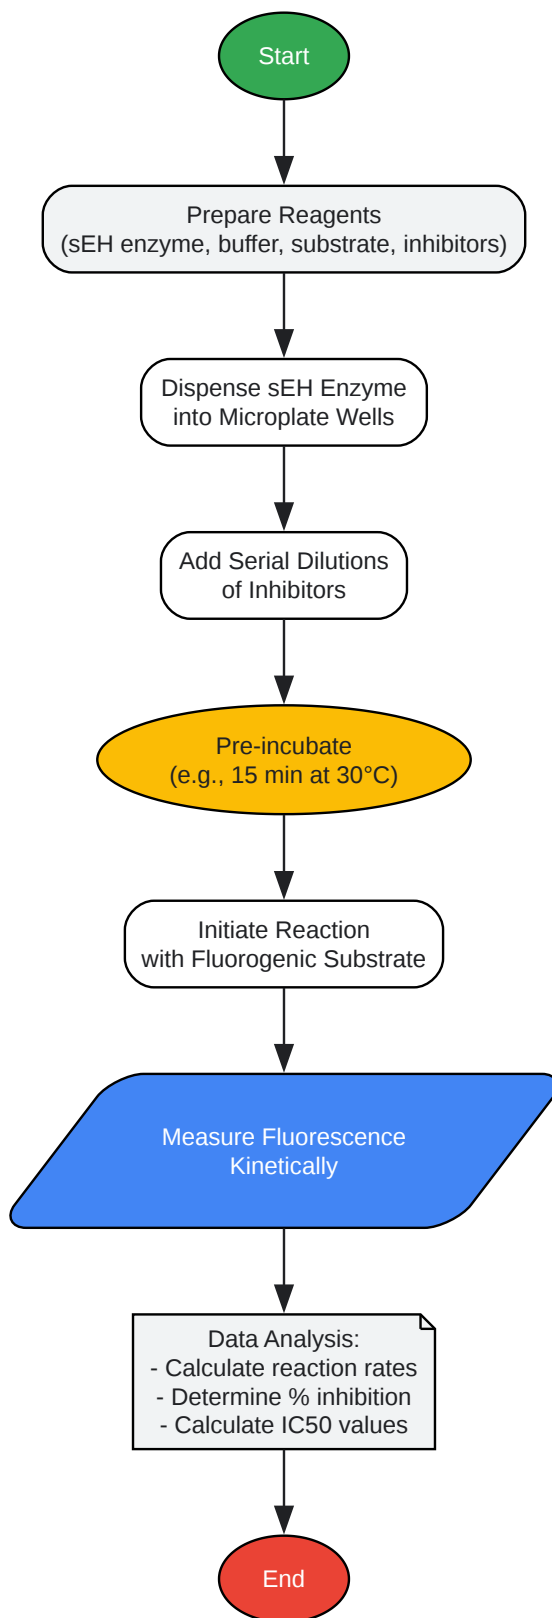 Start
Prepare Reagents
(sEH enzyme, buffer, substrate, inhibitors)
Dispense sEH Enzyme
into Microplate Wells
Add Serial Dilutions
of Inhibitors
Pre-incubate
(e.g., 15 min at 30°C)
Initiate Reaction
with Fluorogenic Substrate
Measure Fluorescence
Kinetically
Data Analysis:
- Calculate reaction rates
- Determine % inhibition
- Calculate IC50 values
End